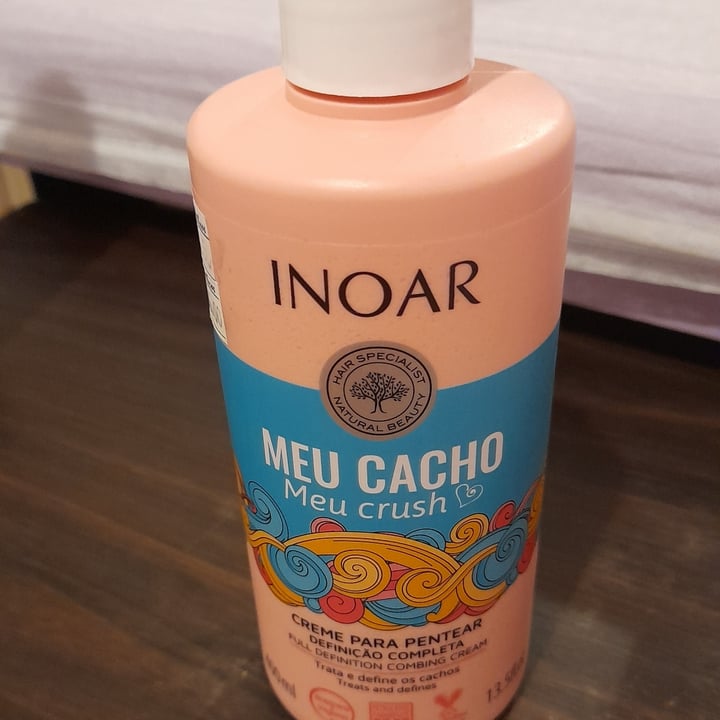 INOAR
HAIR SPECIALIST
NATURAL BEAUTY
MEU CACHO
Meu crush
CREME PARA PENTEAR
DEFINIÇÃO COMPLETA
FULL DEFINITION COMBING CREAM
Trata e define os cachos
Treats and defines